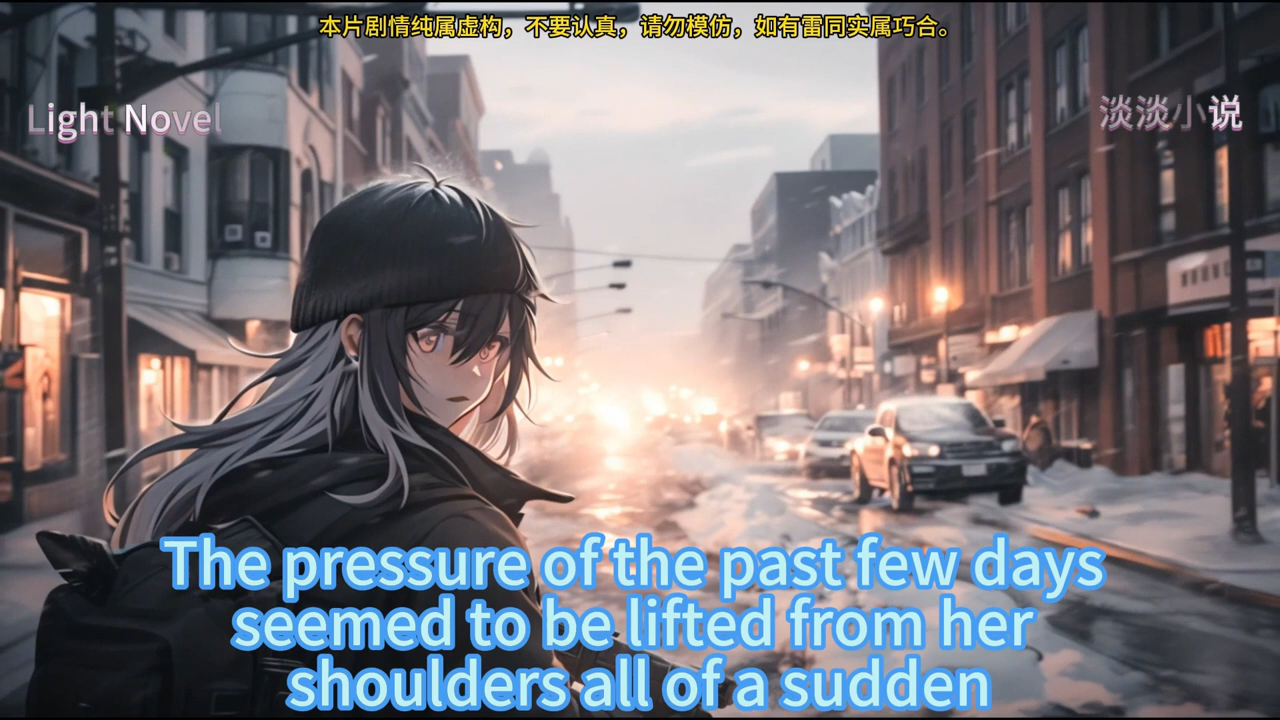 本片剧情纯属虚构，不要认真，请勿模仿，如有雷同实属巧合。
Light Novel
淡淡小说
The pressure of the past few days
seemed to be lifted from her
shoulders all of a sudden